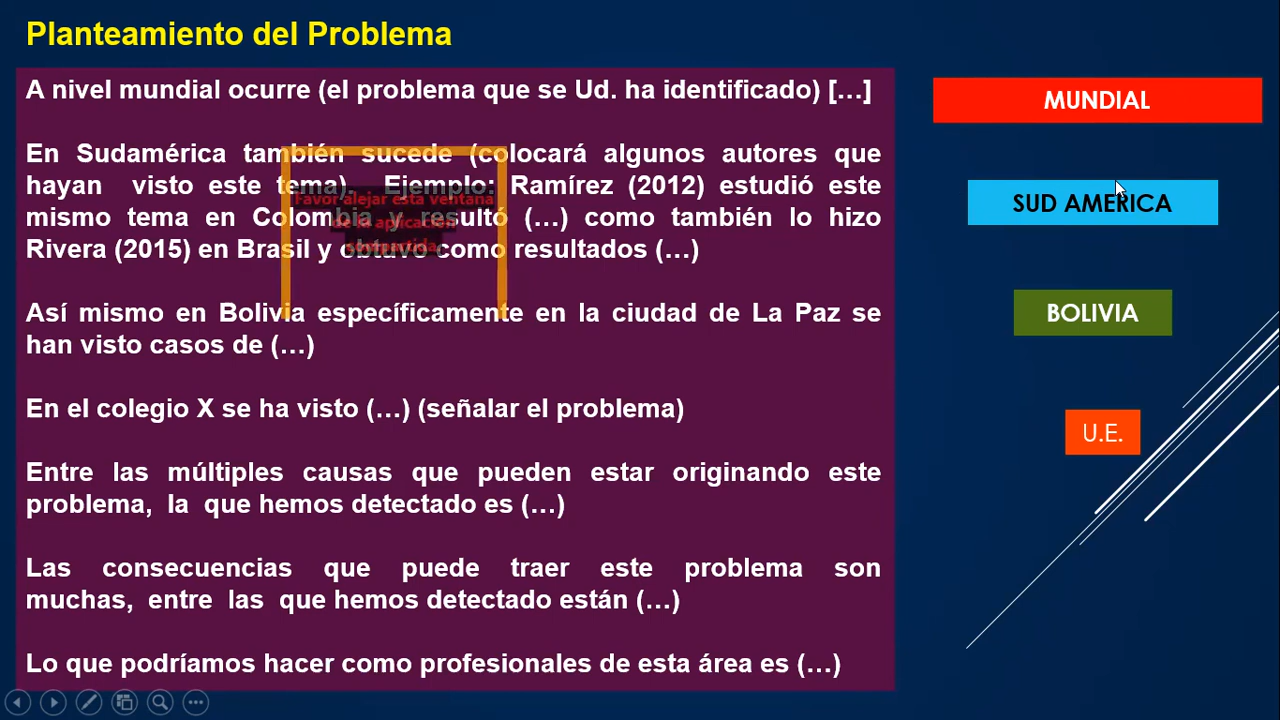 Planteamiento del Problema
A nivel mundial ocurre (el problema que se Ud. ha identificado) […]
En Sudamérica también sucede (colocará algunos autores que
hayan visto este tema). Ejemplo: Ramírez (2012) estudió este
mismo tema en Colombia y resultó (…) como también lo hizo
Rivera (2015) en Brasil y obtuvo como resultados (…)
Favor alejar esta ventana
de la aplicación
compartida.
Así mismo en Bolivia específicamente en la ciudad de La Paz se
han visto casos de (…)
En el colegio X se ha visto (…) (señalar el problema)
Entre las múltiples causas que pueden estar originando este
problema, la que hemos detectado es (…)
Las consecuencias que puede traer este problema son
muchas, entre las que hemos detectado están (…)
Lo que podríamos hacer como profesionales de esta área es (…)
MUNDIAL
SUD AMERICA
BOLIVIA
U.E.